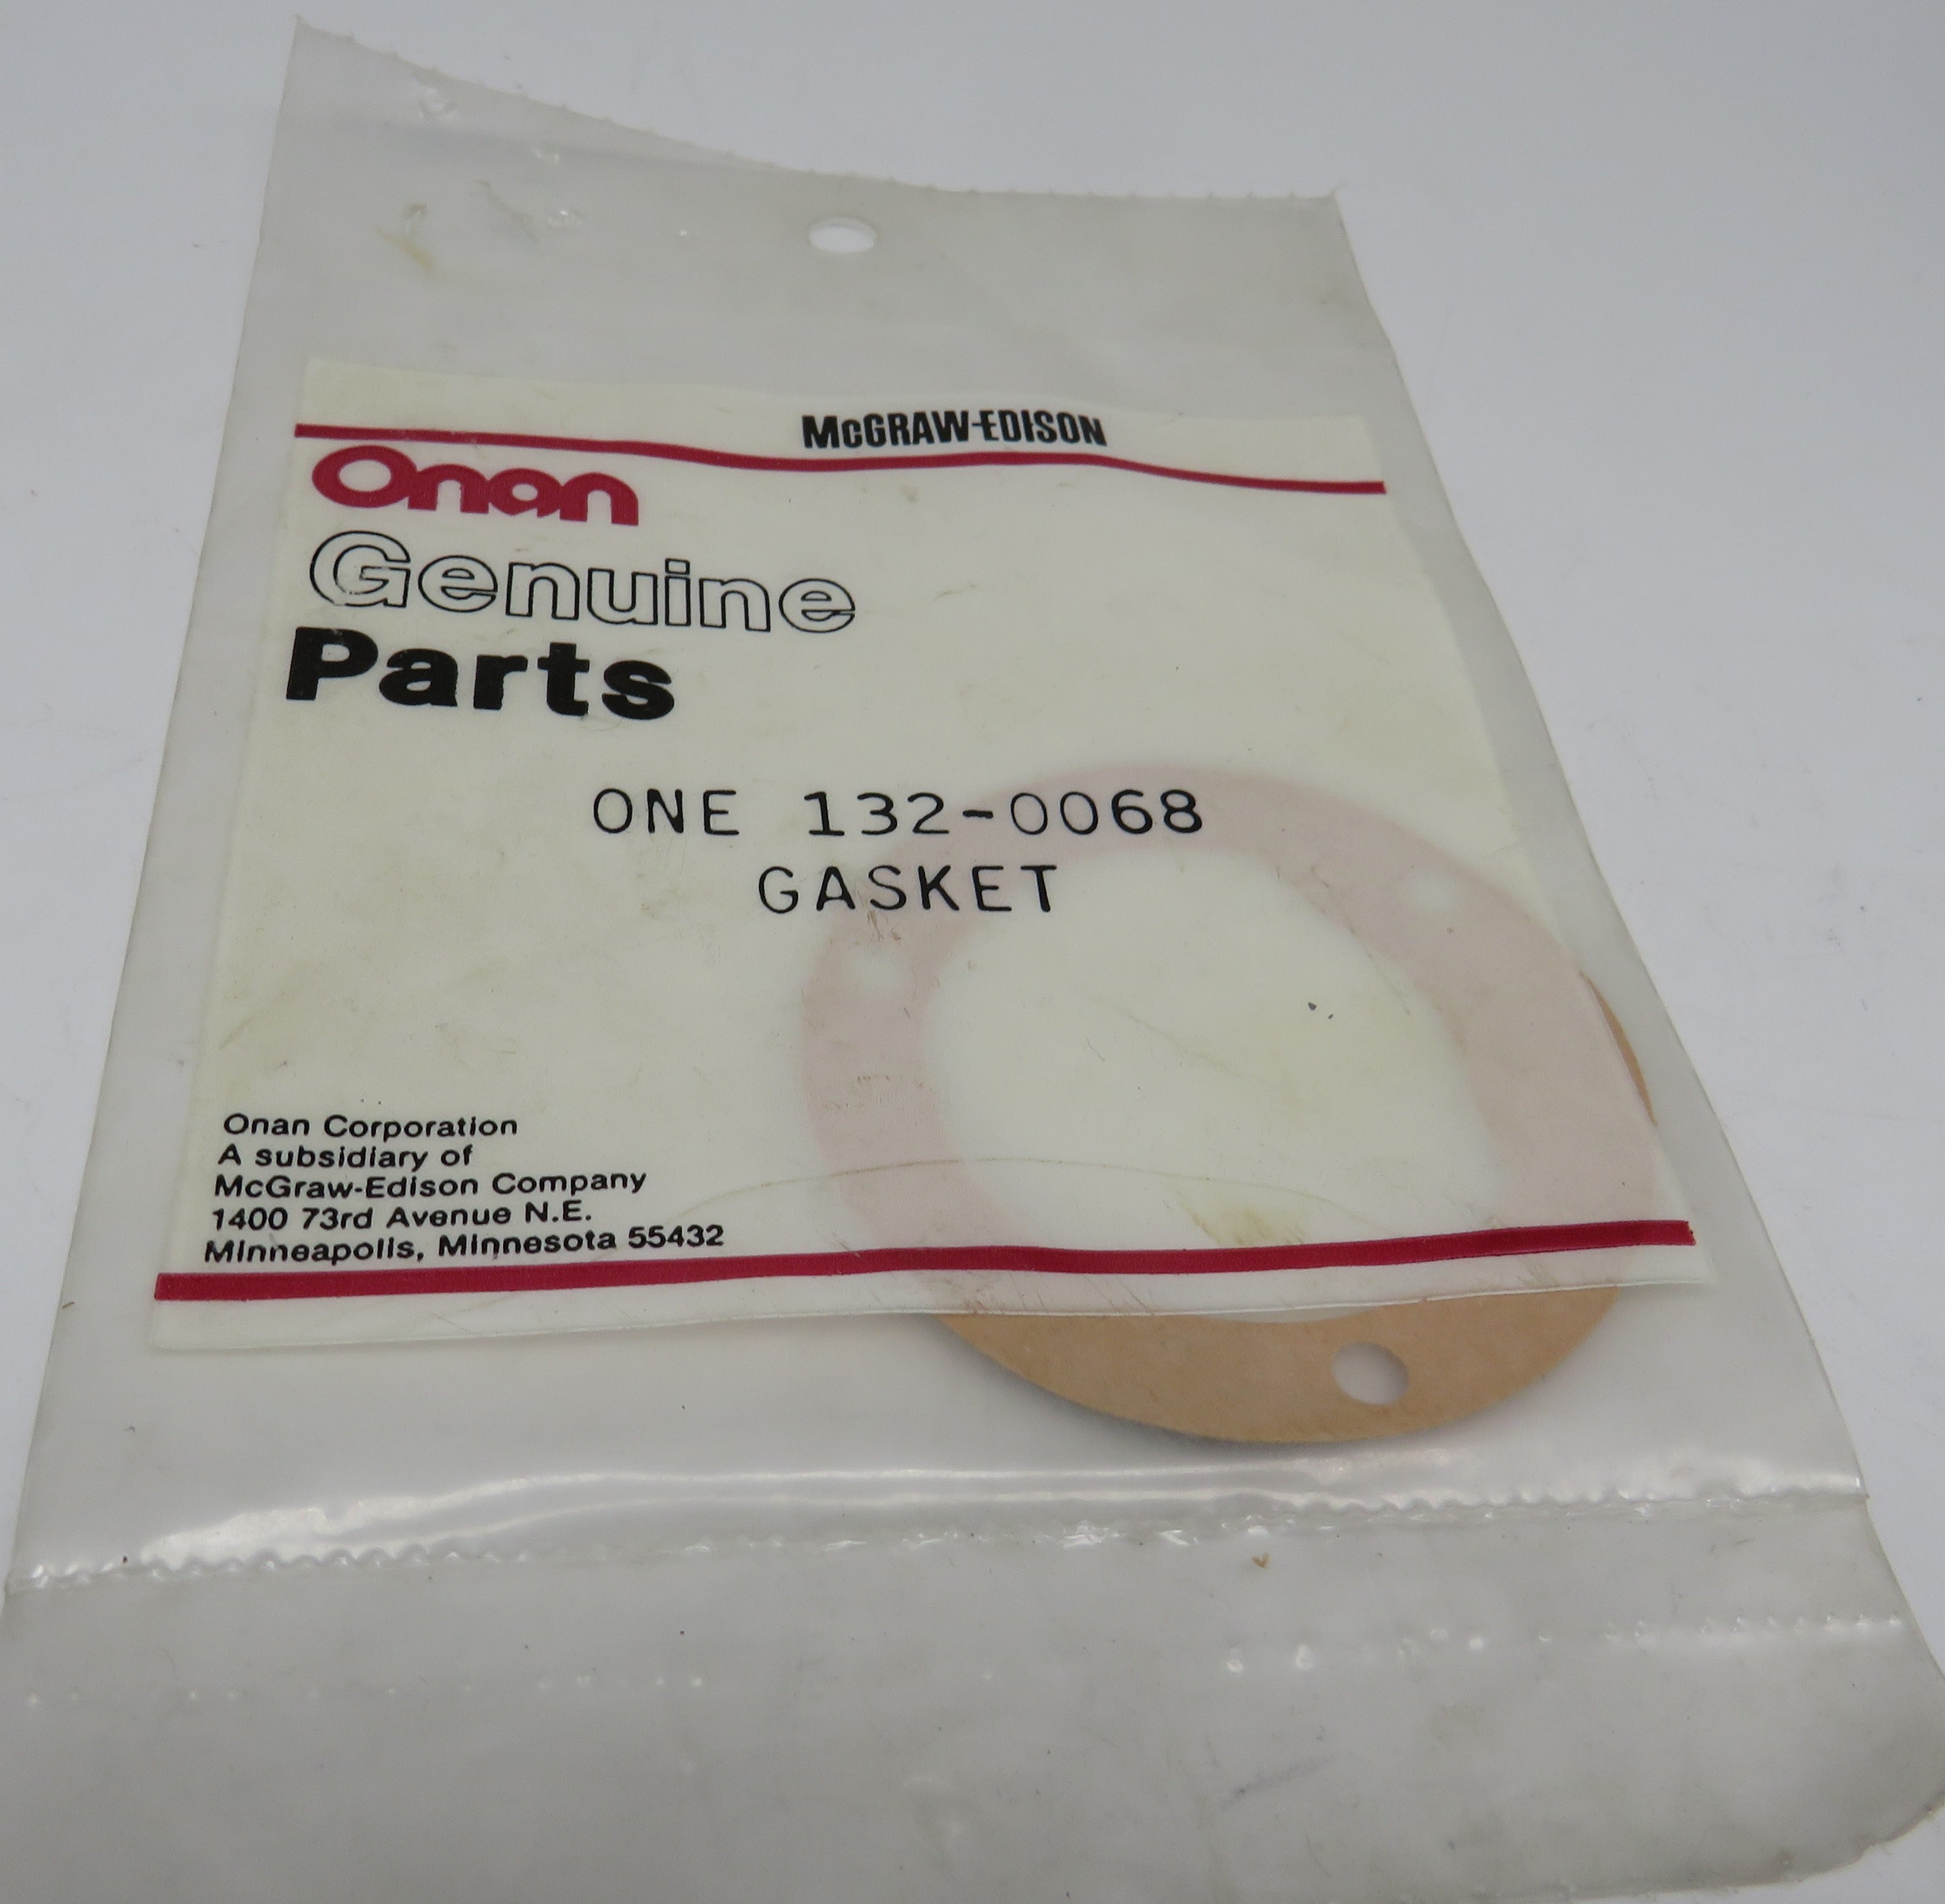 McGRAW-EDISON
Onan
Genuine
Parts
ONE 132-0068
GASKET
Onan Corporation
A subsidiary of
McGraw-Edison Company
1400 73rd Avenue N.E.
Minneapolis, Minnesota 55432